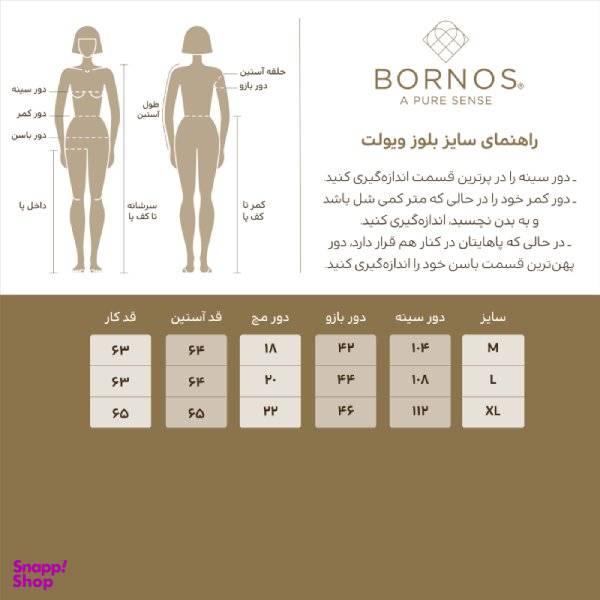 BORNOS®
A PURE SENSE
راهنمای سایز بلوز ویولت
ـ دور سینه را در پرترین قسمت اندازه‌گیری کنید.
ـ دور کمر خود را در حالی که متر کمی شل باشد
و به بدن نچسبد، اندازه‌گیری کنید.
ـ در حالی که پاهایتان در کنار هم قرار دارد، دور
پهن‌ترین قسمت باسن خود را اندازه‌گیری کنید.
حلقه آستین
دور بازو
کمر تا
کف پا
طول
آستین
سرشانه
تا کف پا
دور سینه
دور کمر
دور باسن
داخل پا
سایز دور سینه دور بازو دور مچ قد آستین قد کار
M ۱۰۴ ۴۲ ۱۸ ۶۴ ۶۳
L ۱۰۸ ۴۴ ۲۰ ۶۴ ۶۳
XL ۱۱۲ ۴۶ ۲۲ ۶۵ ۶۵
Snapp!
Shop